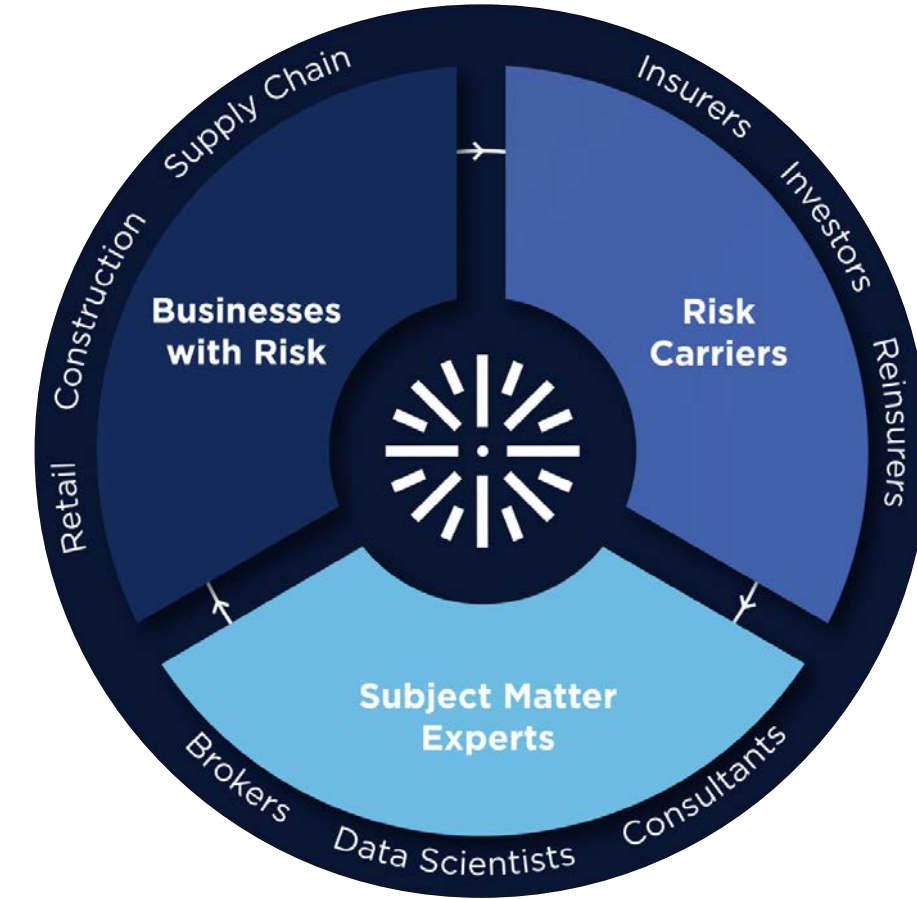 Supply Chain
Construction
Retail
Insurers
Investors
Reinsurers
Businesses
with Risk
Risk
Carriers
Subject Matter
Experts
Brokers
Data Scientists
Consultants